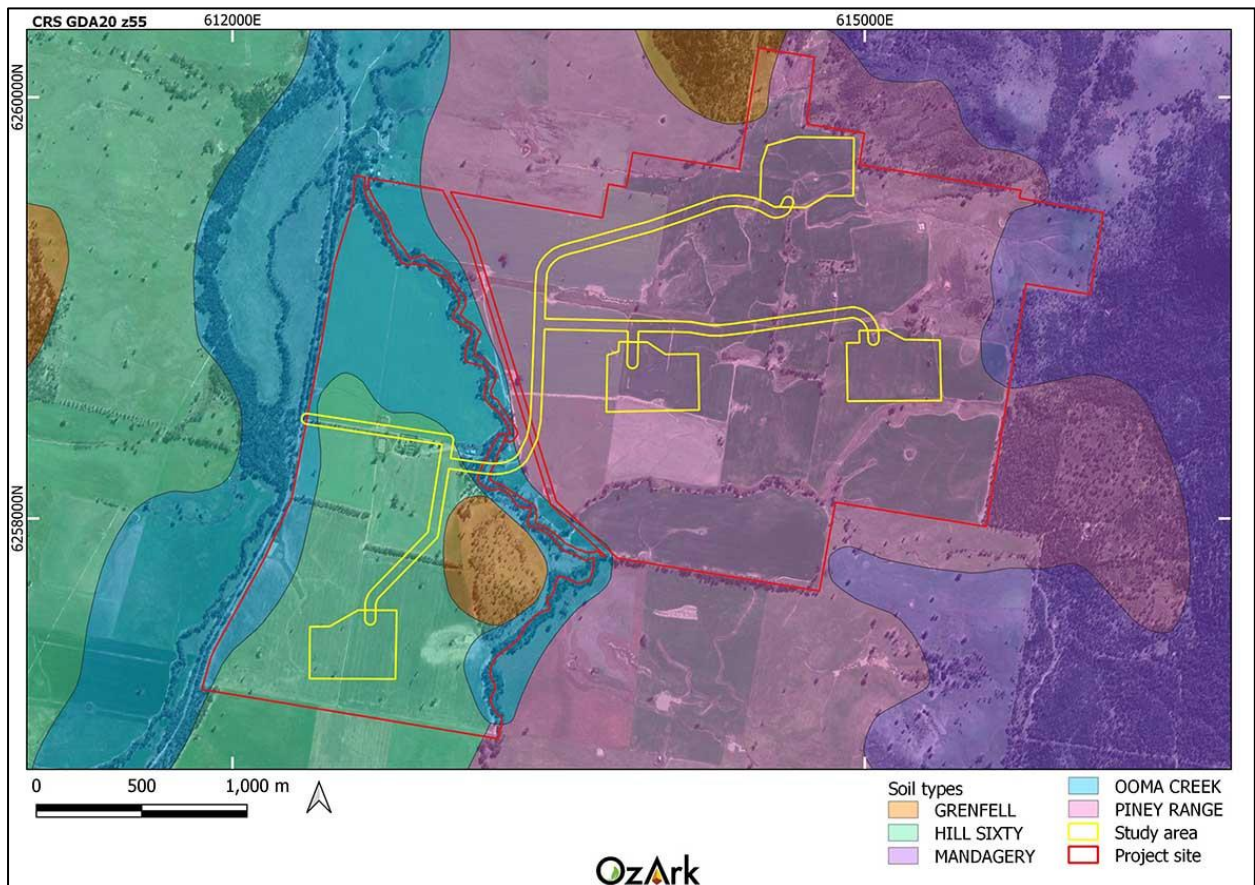 CRS GDA20 z55
612000E
615000E
6260000N
6258000N
0 500 1,000 m
Soil types
GRENFELL
HILL SIXTY
MANDAGERY
OOMA CREEK
PINEY RANGE
Study area
Project site
OzArk